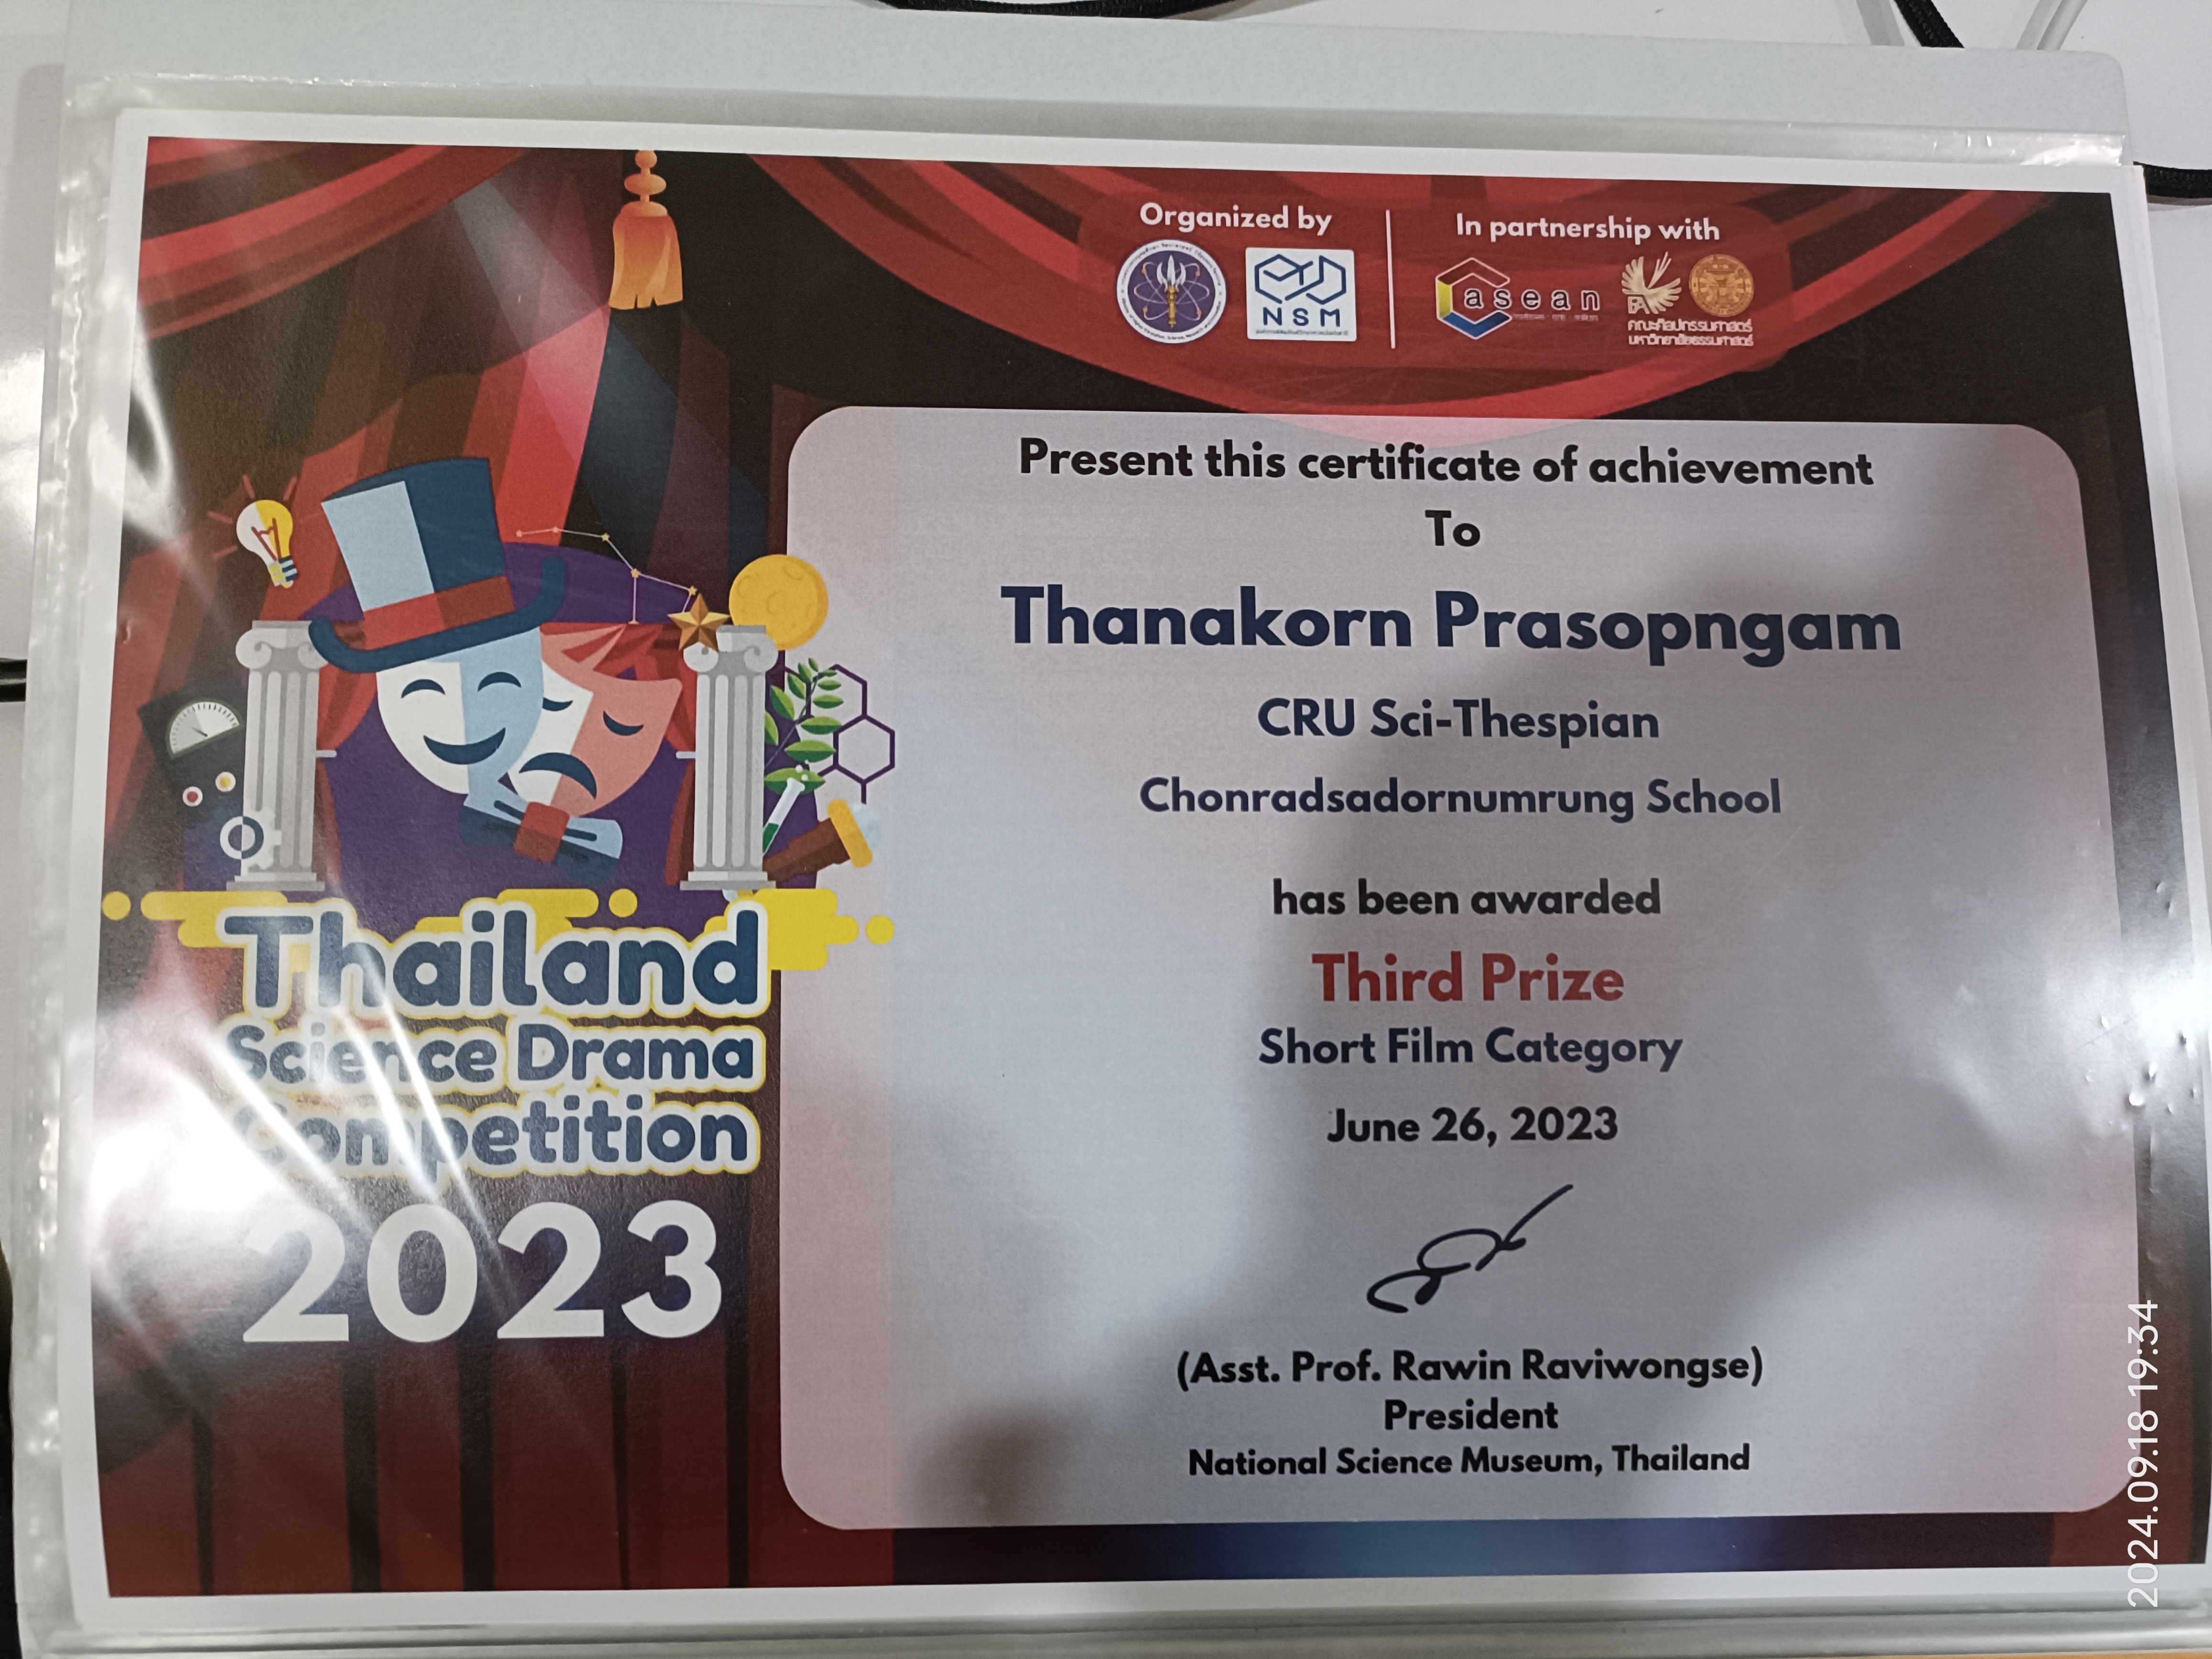 Organized by
NSM
In partnership with
asean
คณะศิลปกรรมศาสตร์
มหาวิทยาลัยธรรมศาสตร์
Present this certificate of achievement
To
Thanakorn Prasopngam
CRU Sci-Thespian
Chonradsadornumrung School
has been awarded
Third Prize
Short Film Category
June 26, 2023
(Asst. Prof. Rawin Raviwongse)
President
National Science Museum, Thailand
Thailand
Science Drama
Competition
2023
2024.09.18 19:34